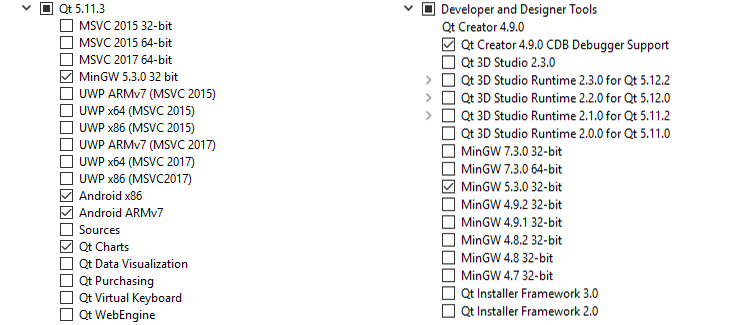 Qt 5.11.3
MSVC 2015 32-bit
MSVC 2015 64-bit
MSVC 2017 64-bit
MinGW 5.3.0 32 bit
UWP ARMv7 (MSVC 2015)
UWP x64 (MSVC 2015)
UWP x86 (MSVC 2015)
UWP ARMv7 (MSVC 2017)
UWP x64 (MSVC 2017)
UWP x86 (MSVC2017)
Android x86
Android ARMv7
Sources
Qt Charts
Qt Data Visualization
Qt Purchasing
Qt Virtual Keyboard
Qt WebEngine
Developer and Designer Tools
Qt Creator 4.9.0
Qt Creator 4.9.0 CDB Debugger Support
Qt 3D Studio 2.3.0
Qt 3D Studio Runtime 2.3.0 for Qt 5.12.2
Qt 3D Studio Runtime 2.2.0 for Qt 5.12.0
Qt 3D Studio Runtime 2.1.0 for Qt 5.11.2
Qt 3D Studio Runtime 2.0.0 for Qt 5.11.0
MinGW 7.3.0 32-bit
MinGW 7.3.0 64-bit
MinGW 5.3.0 32-bit
MinGW 4.9.2 32-bit
MinGW 4.9.1 32-bit
MinGW 4.8.2 32-bit
MinGW 4.8 32-bit
MinGW 4.7 32-bit
Qt Installer Framework 3.0
Qt Installer Framework 2.0